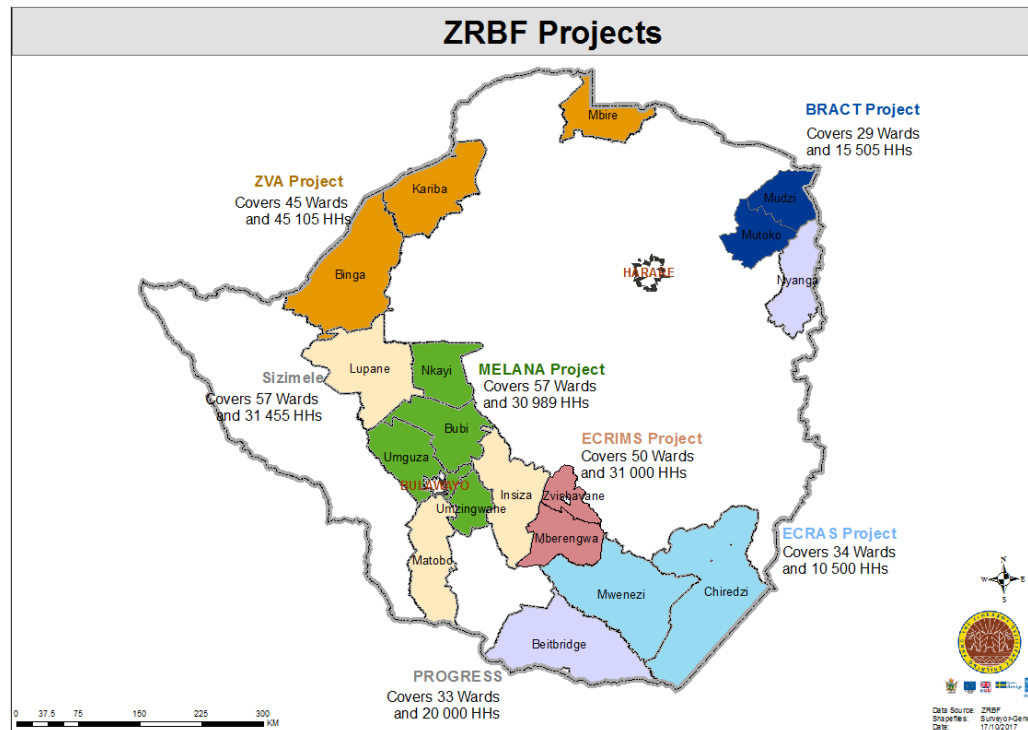 ZRBF Projects
Mbire
BRACT Project
Covers 29 Wards
and 15 505 HHs
ZVA Project
Covers 45 Wards
and 45 105 HHs
Kariba
Mudzi
Mutoko
Nyanga
Binga
HARARE
Lupane
Nkayi
MELANA Project
Covers 57 Wards
and 30 989 HHs
Sizimele
Covers 57 Wards
and 31 455 HHs
Bubi
Umguza
ECRIMS Project
Covers 50 Wards
and 31 000 HHs
BULAWAYO
Insiza
Zvishavane
Umzingwane
Mberengwa
ECRAS Project
Covers 34 Wards
and 10 500 HHs
Matobo
Mwenezi
Chiredzi
Beitbridge
PROGRESS
Covers 33 Wards
and 20 000 HHs
N
W E
S
0 37.5 75 150 225 300
KM
Data Source: ZRBF
Shapefiles: Surveyor-Gene
Date: 17/10/2017